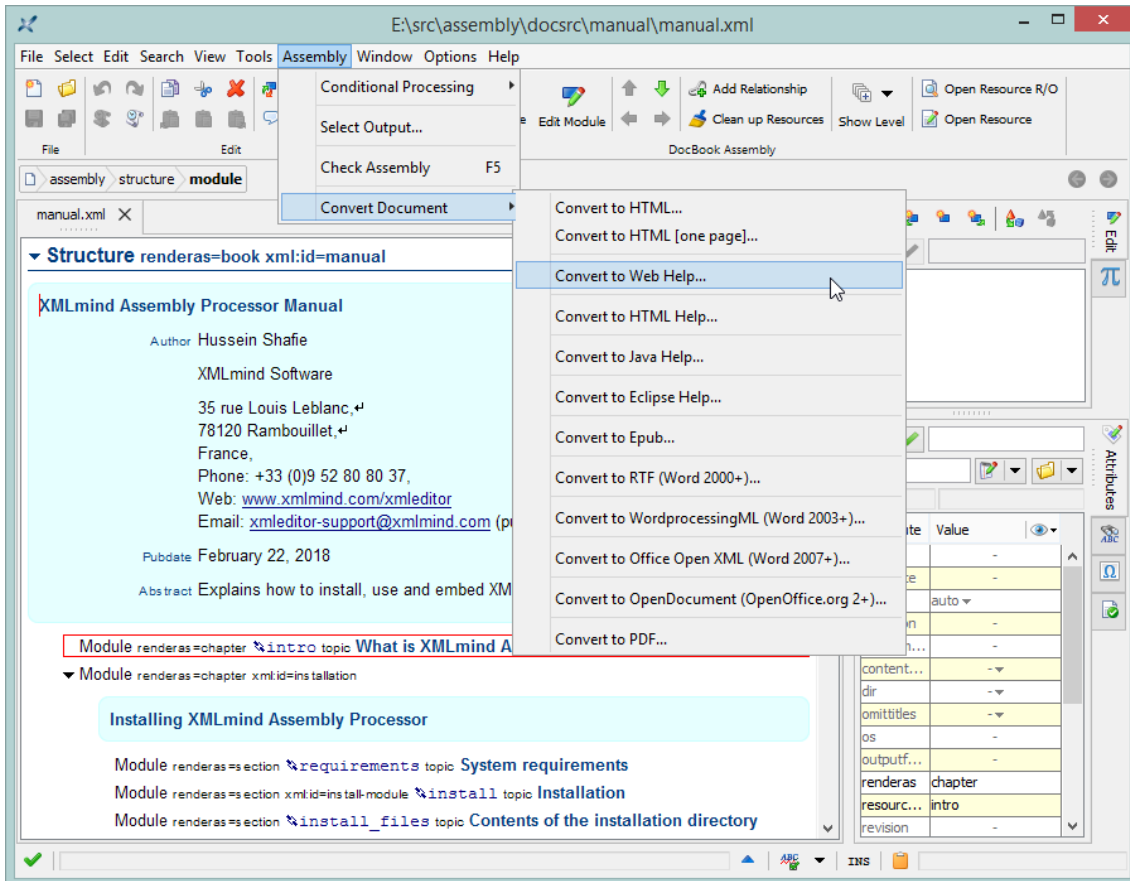 E:\src\assembly\docsrc\manual\manual.xml
File Select Edit Search View Tools Assembly Window Options Help
Conditional Processing
Select Output...
Check Assembly F5
Convert Document
Edit Module
Add Relationship
Clean up Resources
Show Level
Open Resource R/O
Open Resource
File
Edit
DocBook Assembly
assembly structure module
manual.xml
Convert to HTML...
Convert to HTML [one page]...
Convert to Web Help...
Convert to HTML Help...
Convert to Java Help...
Convert to Eclipse Help...
Convert to Epub...
Convert to RTF (Word 2000+)...
Convert to WordprocessingML (Word 2003+)...
Convert to Office Open XML (Word 2007+)...
Convert to OpenDocument (OpenOffice.org 2+)...
Convert to PDF...
Structure renderas=book xml:id=manual
XMLmind Assembly Processor Manual
Author Hussein Shafie
XMLmind Software
35 rue Louis Leblanc,↵
78120 Rambouillet,↵
France,
Phone: +33 (0)9 52 80 80 37,
Web: www.xmlmind.com/xmleditor
Email: xmleditor-support@xmlmind.com (p
Pubdate February 22, 2018
Abstract Explains how to install, use and embed XM
Module renderas=chapter intro topic What is XMLmind A
Module renderas=chapter xml:id=installation
Installing XMLmind Assembly Processor
Module renderas=section requirements topic System requirements
Module renderas=section xml:id=install-module install topic Installation
Module renderas=section install_files topic Contents of the installation directory
Edit
Attributes
Value
-
-
auto
-
-
content... -
dir -
omittitles -
os -
outputf... -
renderas chapter
resourc... intro
revision -
ABC
Ω
ABC
INS